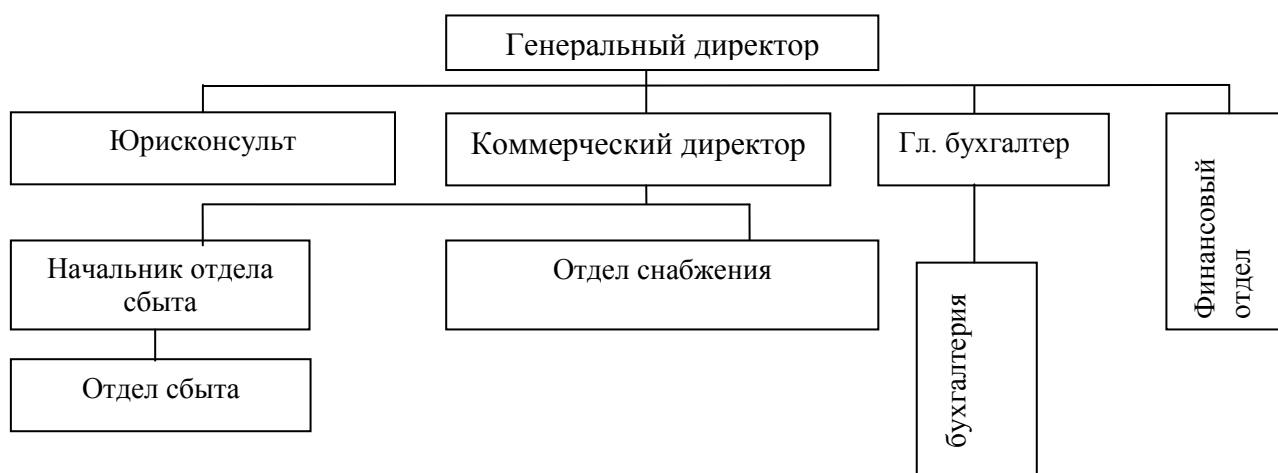 Генеральный директор
Юрисконсульт
Коммерческий директор
Гл. бухгалтер
Финансовый
отдел
Начальник отдела
сбыта
Отдел снабжения
бухгалтерия
Отдел сбыта